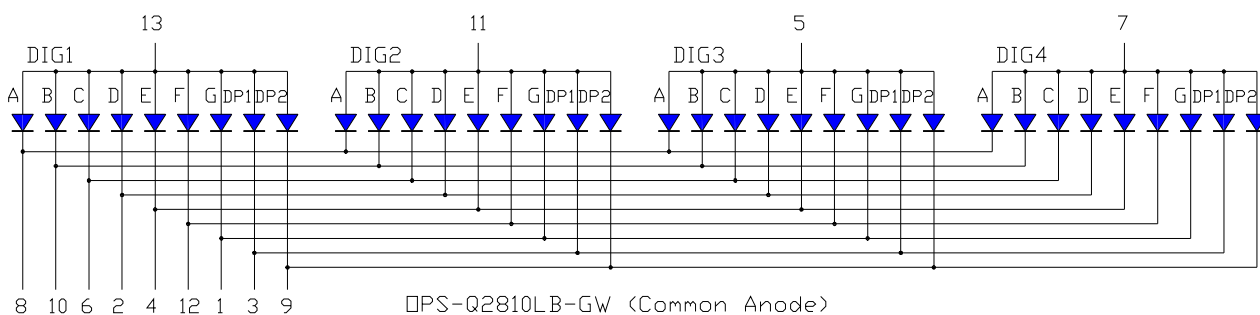 13 11 5 7
DIG1 DIG2 DIG3 DIG4
A B C D E F G DP1 DP2 A B C D E F G DP1 DP2 A B C D E F G DP1 DP2 A B C D E F G DP1 DP2
8 10 6 2 4 12 1 3 9 OPS-Q2810LB-GW (Common Anode)